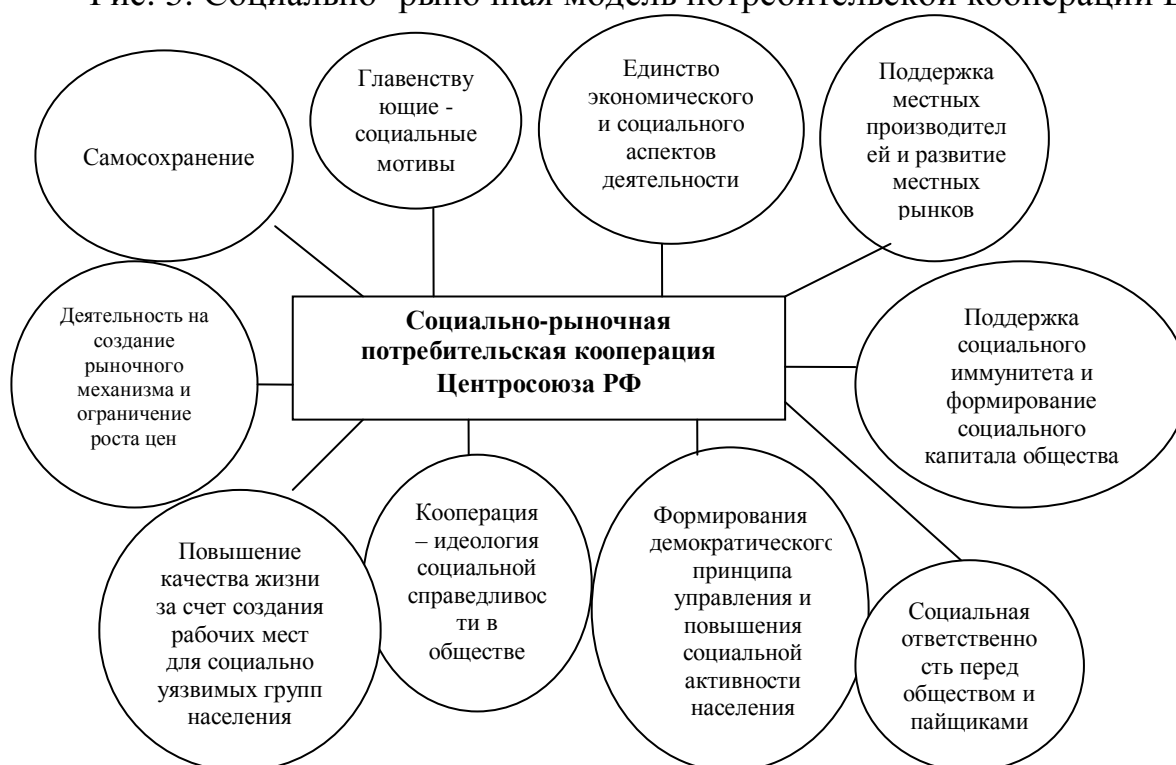 Рис. 3. Социально- рыночная модель потребительской кооперации
Самосохранение
Главенству
ющие -
социальные
мотивы
Единство
экономического
и социального
аспектов
деятельности
Поддержка
местных
производител
ей и развитие
местных
рынков
Деятельность на
создание
рыночного
механизма и
ограничение
роста цен
Социально-рыночная
потребительская кооперация
Центросоюза РФ
Поддержка
социального
иммунитета и
формирование
социального
капитала общества
Повышение
качества жизни
за счет создания
рабочих мест
для социально
уязвимых групп
населения
Кооперация
– идеология
социальной
справедливос
ти в
обществе
Формирования
демократического
принципа
управления и
повышения
социальной
активности
населения
Социальная
ответственно
сть перед
обществом и
пайщиками